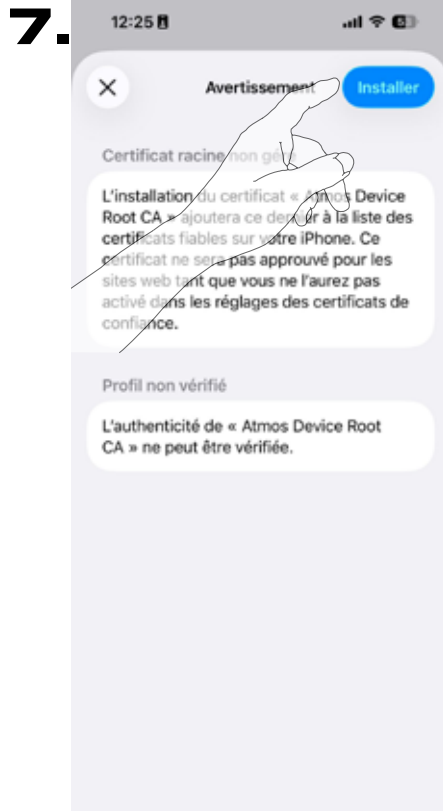 7.
12:25
Avertissement
Installer
Certificat racine non géré
L'installation du certificat « Atmos Device
Root CA » ajoutera ce dernier à la liste des
certificats fiables sur votre iPhone. Ce
certificat ne sera pas approuvé pour les
sites web tant que vous ne l'aurez pas
activé dans les réglages des certificats de
confiance.
Profil non vérifié
L'authenticité de « Atmos Device Root
CA » ne peut être vérifiée.